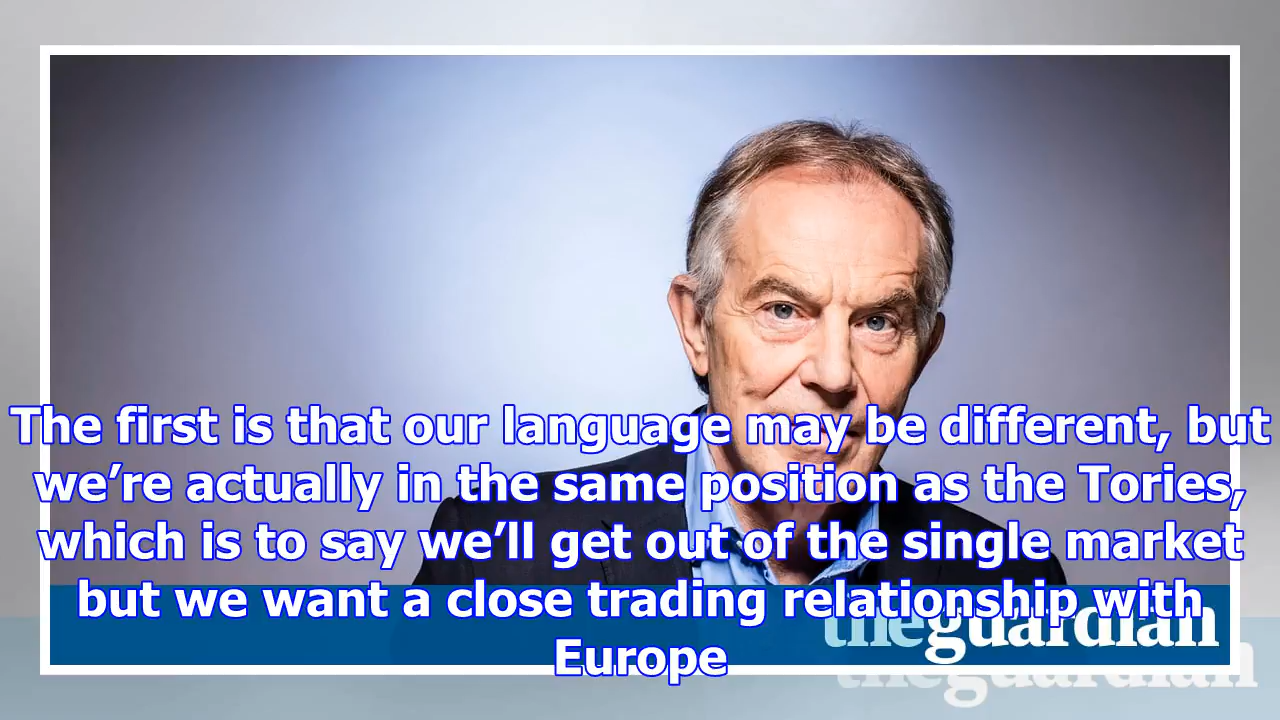 The first is that our language may be different, but
we’re actually in the same position as the Tories,
which is to say we’ll get out of the single market
but we want a close trading relationship with
Europe
theguardian
theguardian